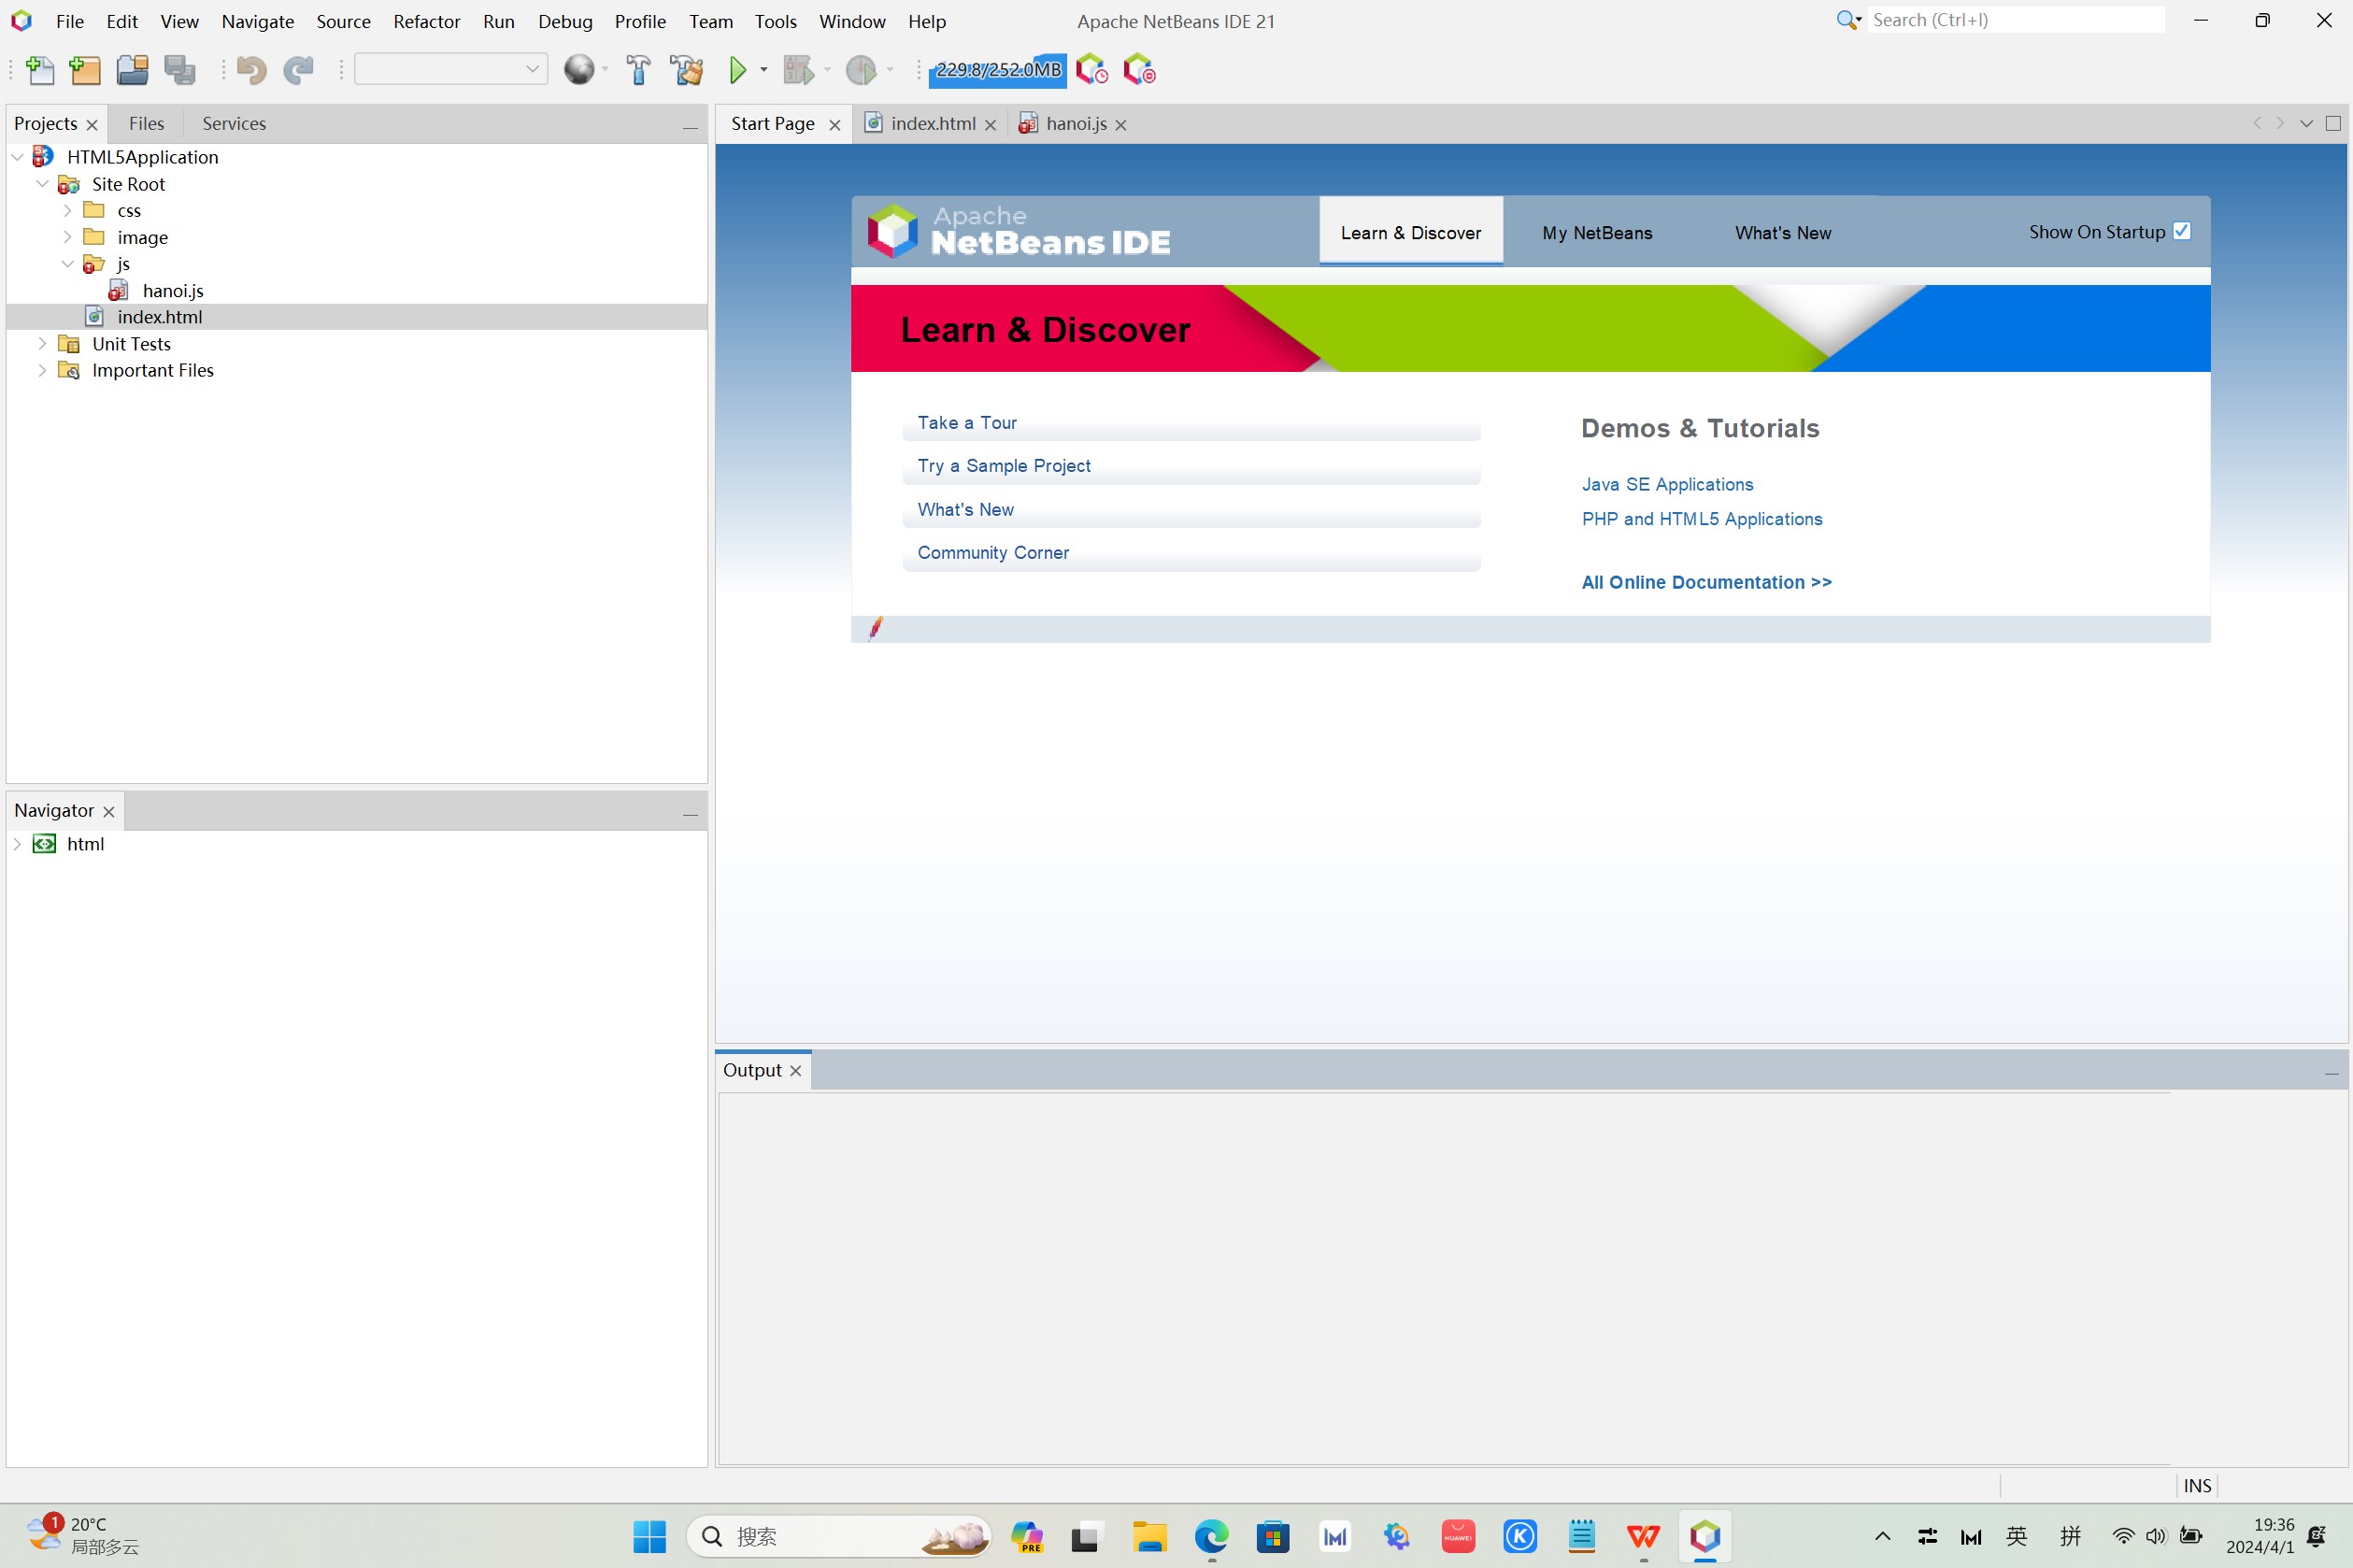 File Edit View Navigate Source Refactor Run Debug Profile Team Tools Window Help Apache NetBeans IDE 21 Search (Ctrl+I)
229.8/252.0MB
Projects Files Services
HTML5Application
Site Root
css
image
js
hanoi.js
index.html
Unit Tests
Important Files
Navigator
html
Start Page index.html hanoi.js
Apache
NetBeans IDE
Learn & Discover My NetBeans What's New Show On Startup
Learn & Discover
Take a Tour
Try a Sample Project
What's New
Community Corner
Demos & Tutorials
Java SE Applications
PHP and HTML5 Applications
All Online Documentation >>
Output
INS
1
20°C
局部多云
搜索
PRE
HUAWEI
英 拼
19:36
2024/4/1